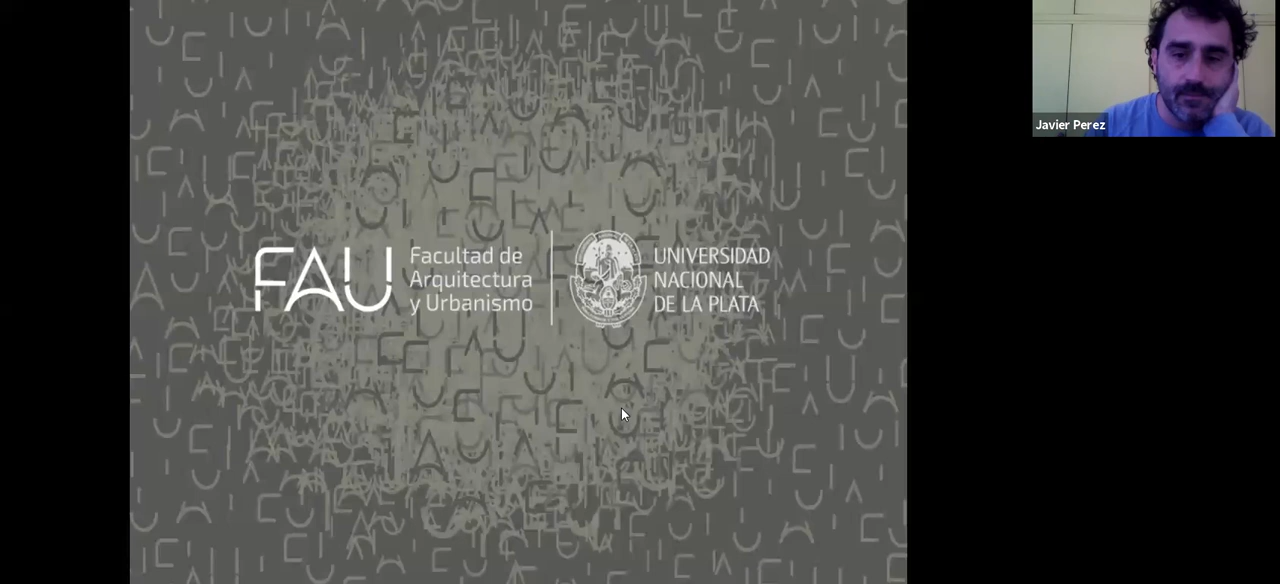 FAU
Facultad de
Arquitectura
y Urbanismo
UNIVERSIDAD
NACIONAL
DE LA PLATA
Javier Perez